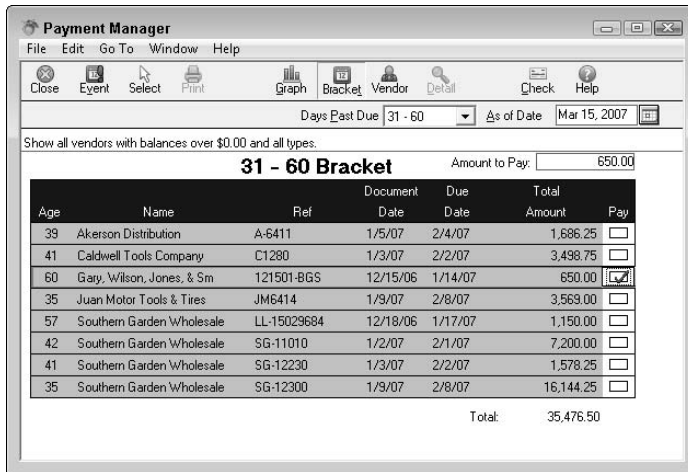 Payment Manager
File Edit Go To Window Help
Close Event Select Print Graph Bracket Vendor Detail Check Help
Days Past Due 31 - 60 As of Date Mar 15, 2007
Show all vendors with balances over $0.00 and all types.
31 - 60 Bracket Amount to Pay: 650.00
Document Due Total
Age Name Ref Date Date Amount Pay
39 Akerson Distribution A-6411 1/5/07 2/4/07 1,686.25
41 Caldwell Tools Company C1280 1/3/07 2/2/07 3,498.75
60 Gary, Wilson, Jones, & Sm 121501-BGS 12/15/06 1/14/07 650.00
35 Juan Motor Tools & Tires JM6414 1/9/07 2/8/07 3,569.00
57 Southern Garden Wholesale LL-15029684 12/18/06 1/17/07 1,150.00
42 Southern Garden Wholesale SG-11010 1/2/07 2/1/07 7,200.00
41 Southern Garden Wholesale SG-12230 1/3/07 2/2/07 1,578.25
35 Southern Garden Wholesale SG-12300 1/9/07 2/8/07 16,144.25
Total: 35,476.50